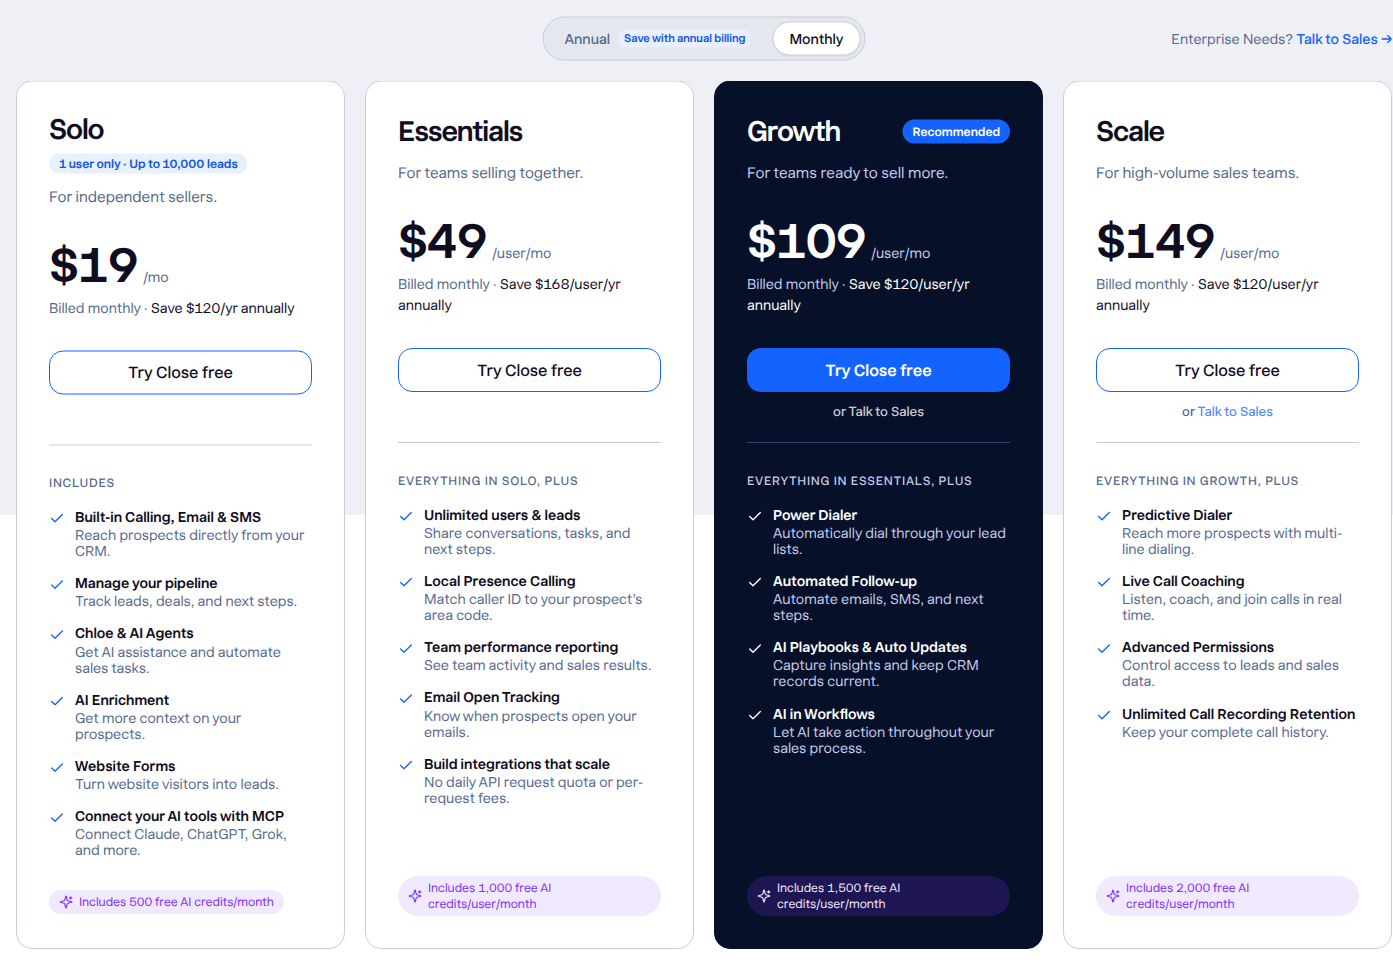 Annual Save with annual billing Monthly
Enterprise Needs? Talk to Sales →
Solo
1 user only · Up to 10,000 leads
For independent sellers.
$19 /mo
Billed monthly · Save $120/yr annually
Try Close free
INCLUDES
Built-in Calling, Email & SMS
Reach prospects directly from your
CRM.
Manage your pipeline
Track leads, deals, and next steps.
Chloe & AI Agents
Get AI assistance and automate
sales tasks.
AI Enrichment
Get more context on your
prospects.
Website Forms
Turn website visitors into leads.
Connect your AI tools with MCP
Connect Claude, ChatGPT, Grok,
and more.
Includes 500 free AI credits/month
Essentials
For teams selling together.
$49 /user/mo
Billed monthly · Save $168/user/yr
annually
Try Close free
EVERYTHING IN SOLO, PLUS
Unlimited users & leads
Share conversations, tasks, and
next steps.
Local Presence Calling
Match caller ID to your prospect's
area code.
Team performance reporting
See team activity and sales results.
Email Open Tracking
Know when prospects open your
emails.
Build integrations that scale
No daily API request quota or per-
request fees.
Includes 1,000 free AI
credits/user/month
Growth
Recommended
For teams ready to sell more.
$109 /user/mo
Billed monthly · Save $120/user/yr
annually
Try Close free
or Talk to Sales
EVERYTHING IN ESSENTIALS, PLUS
Power Dialer
Automatically dial through your lead
lists.
Automated Follow-up
Automate emails, SMS, and next
steps.
AI Playbooks & Auto Updates
Capture insights and keep CRM
records current.
AI in Workflows
Let AI take action throughout your
sales process.
Includes 1,500 free AI
credits/user/month
Scale
For high-volume sales teams.
$149 /user/mo
Billed monthly · Save $120/user/yr
annually
Try Close free
or Talk to Sales
EVERYTHING IN GROWTH, PLUS
Predictive Dialer
Reach more prospects with multi-
line dialing.
Live Call Coaching
Listen, coach, and join calls in real
time.
Advanced Permissions
Control access to leads and sales
data.
Unlimited Call Recording Retention
Keep your complete call history.
Includes 2,000 free AI
credits/user/month